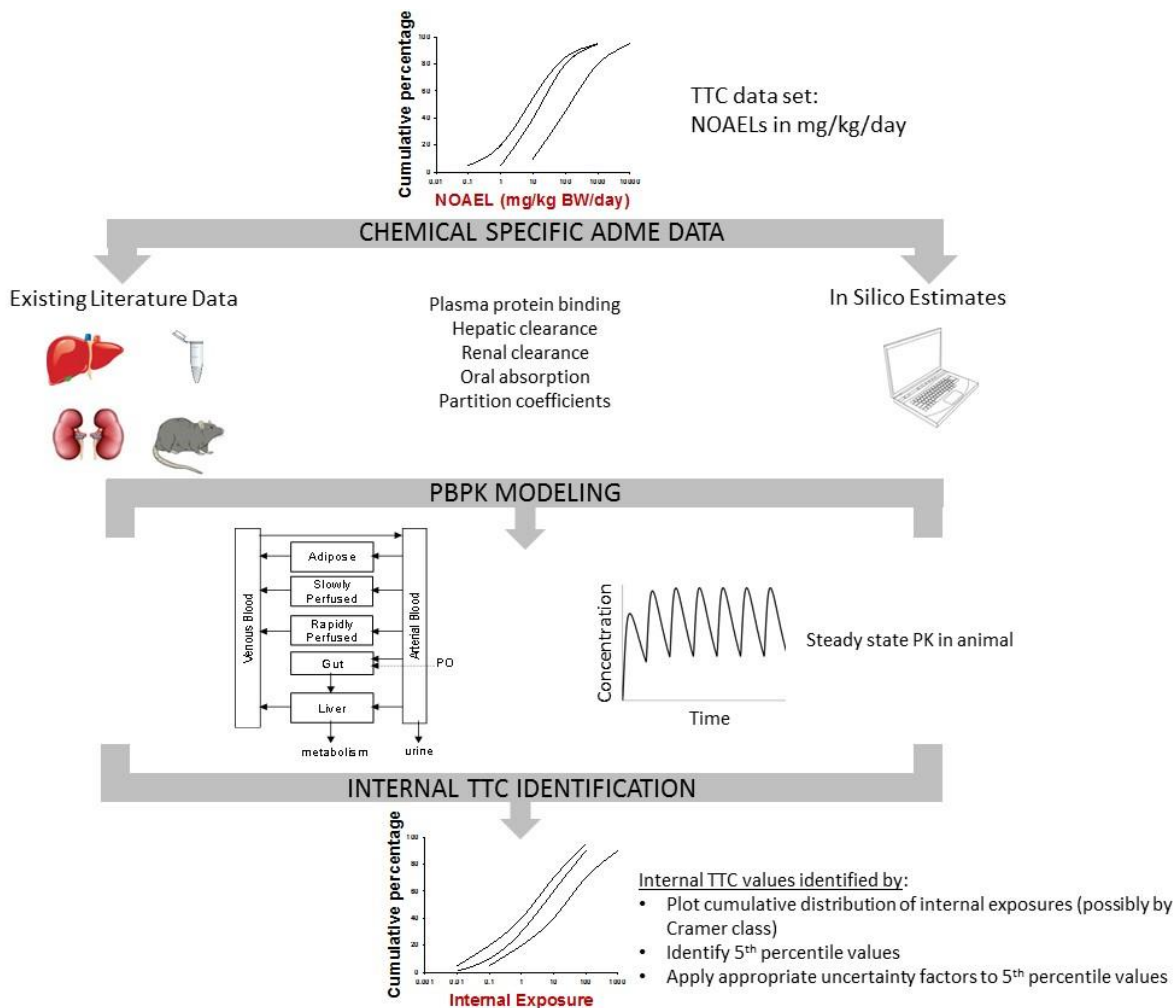 Cumulative percentage
100
80
60
40
20
0
0.01 0.1 1 10 100 1000 10000
NOAEL (mg/kg BW/day)
TTC data set:
NOAELs in mg/kg/day
CHEMICAL SPECIFIC ADME DATA
Existing Literature Data
Plasma protein binding
Hepatic clearance
Renal clearance
Oral absorption
Partition coefficients
In Silico Estimates
PBPK MODELING
Venous Blood
Adipose
Slowly
Perfused
Rapidly
Perfused
Gut
Liver
Arterial Blood
PO
metabolism
urine
Concentration
Time
Steady state PK in animal
INTERNAL TTC IDENTIFICATION
Cumulative percentage
100
80
60
40
20
0
0.001 0.01 0.1 1 10 100 1000
Internal Exposure
Internal TTC values identified by:
• Plot cumulative distribution of internal exposures (possibly by
Cramer class)
• Identify 5th percentile values
• Apply appropriate uncertainty factors to 5th percentile values